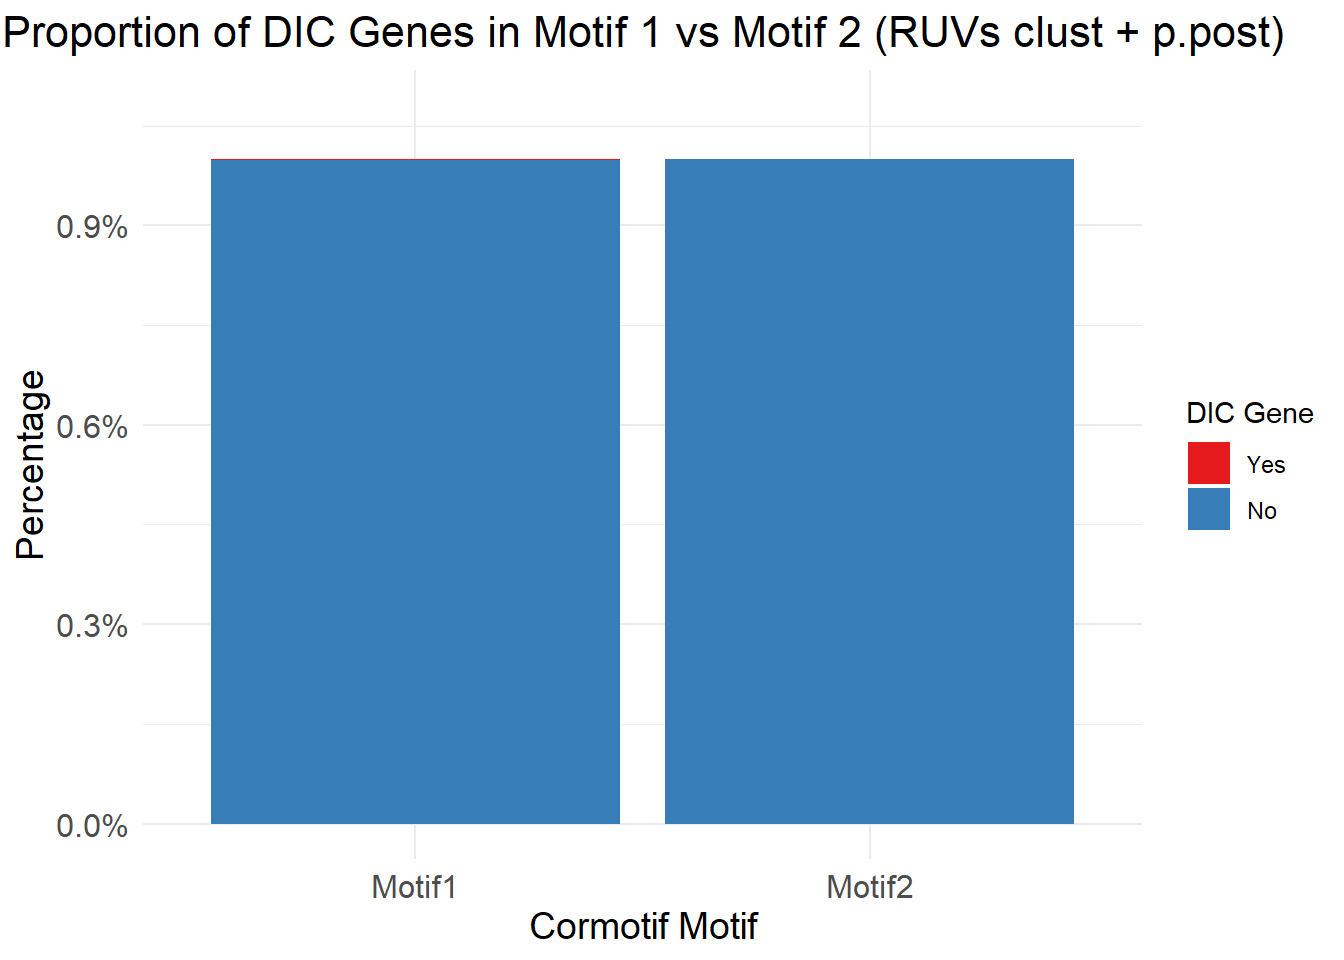 Proportion of DIC Genes in Motif 1 vs Motif 2 (RUVs clust + p.post)
Percentage
0.9%
0.6%
0.3%
0.0%
Motif1
Motif2
Cormotif Motif
DIC Gene
Yes
No